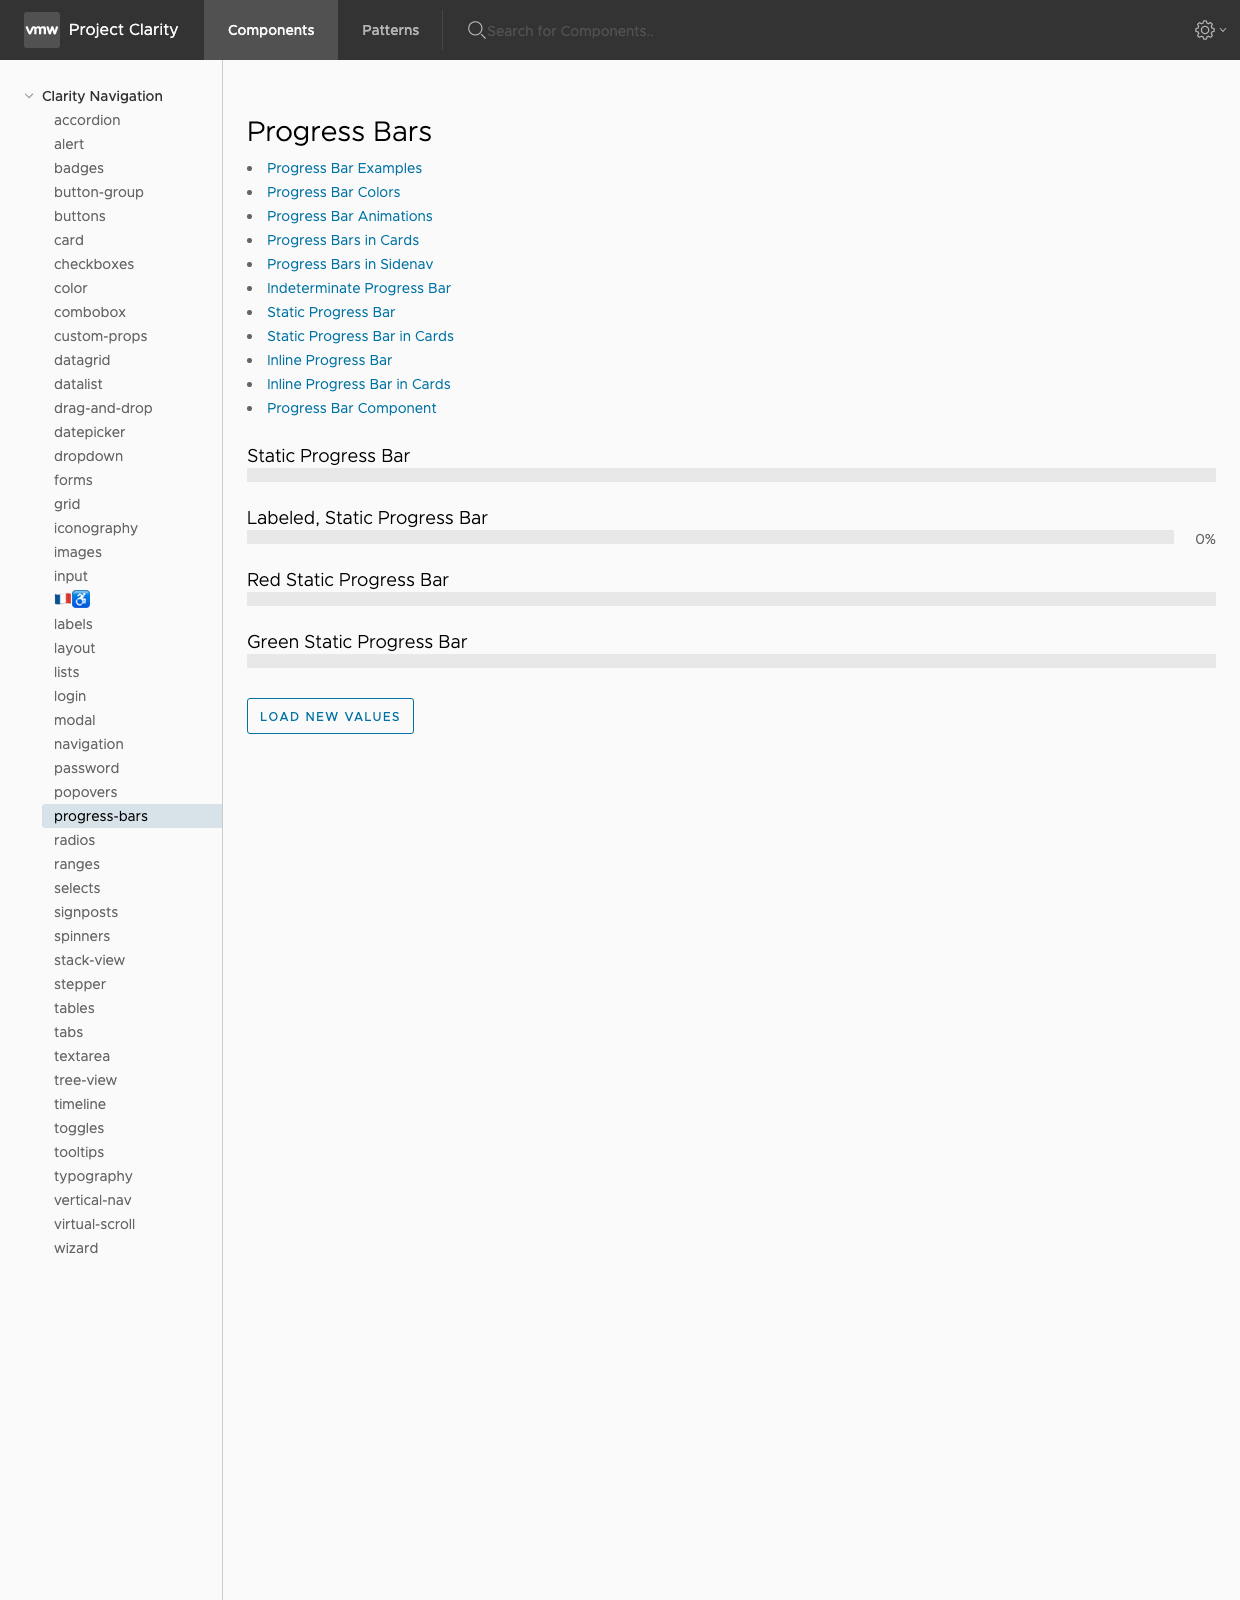 vmw Project Clarity Components Patterns Search for Components..
Clarity Navigation
accordion
alert
badges
button-group
buttons
card
checkboxes
color
combobox
custom-props
datagrid
datalist
drag-and-drop
datepicker
dropdown
forms
grid
iconography
images
input
🇫🇷♿
labels
layout
lists
login
modal
navigation
password
popovers
progress-bars
radios
ranges
selects
signposts
spinners
stack-view
stepper
tables
tabs
textarea
tree-view
timeline
toggles
tooltips
typography
vertical-nav
virtual-scroll
wizard
Progress Bars
Progress Bar Examples
Progress Bar Colors
Progress Bar Animations
Progress Bars in Cards
Progress Bars in Sidenav
Indeterminate Progress Bar
Static Progress Bar
Static Progress Bar in Cards
Inline Progress Bar
Inline Progress Bar in Cards
Progress Bar Component
Static Progress Bar
Labeled, Static Progress Bar
0%
Red Static Progress Bar
Green Static Progress Bar
LOAD NEW VALUES